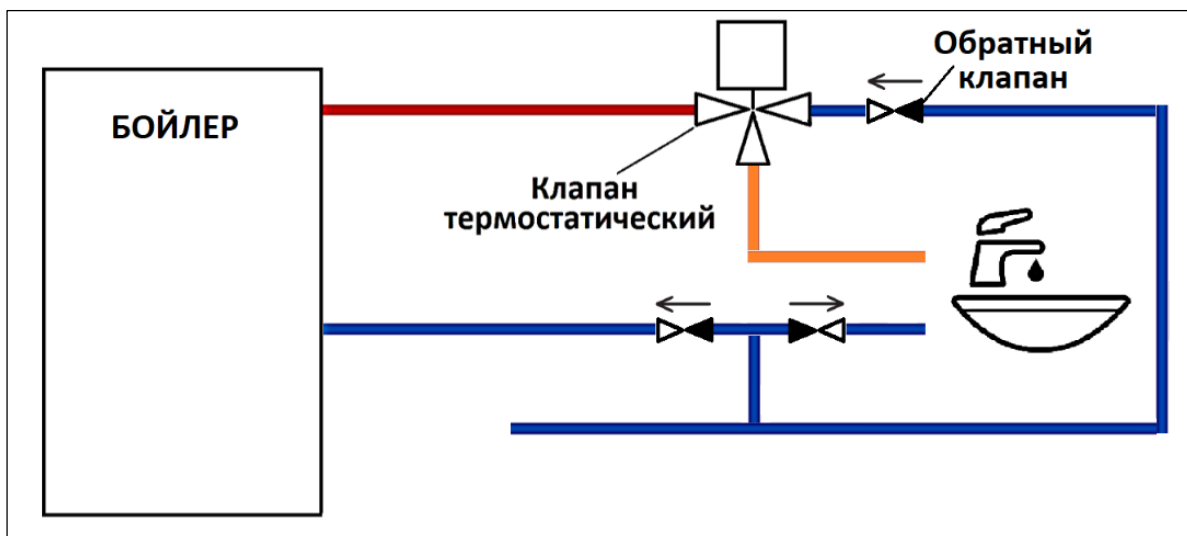 БОЙЛЕР
Обратный
клапан
Клапан
термостатический